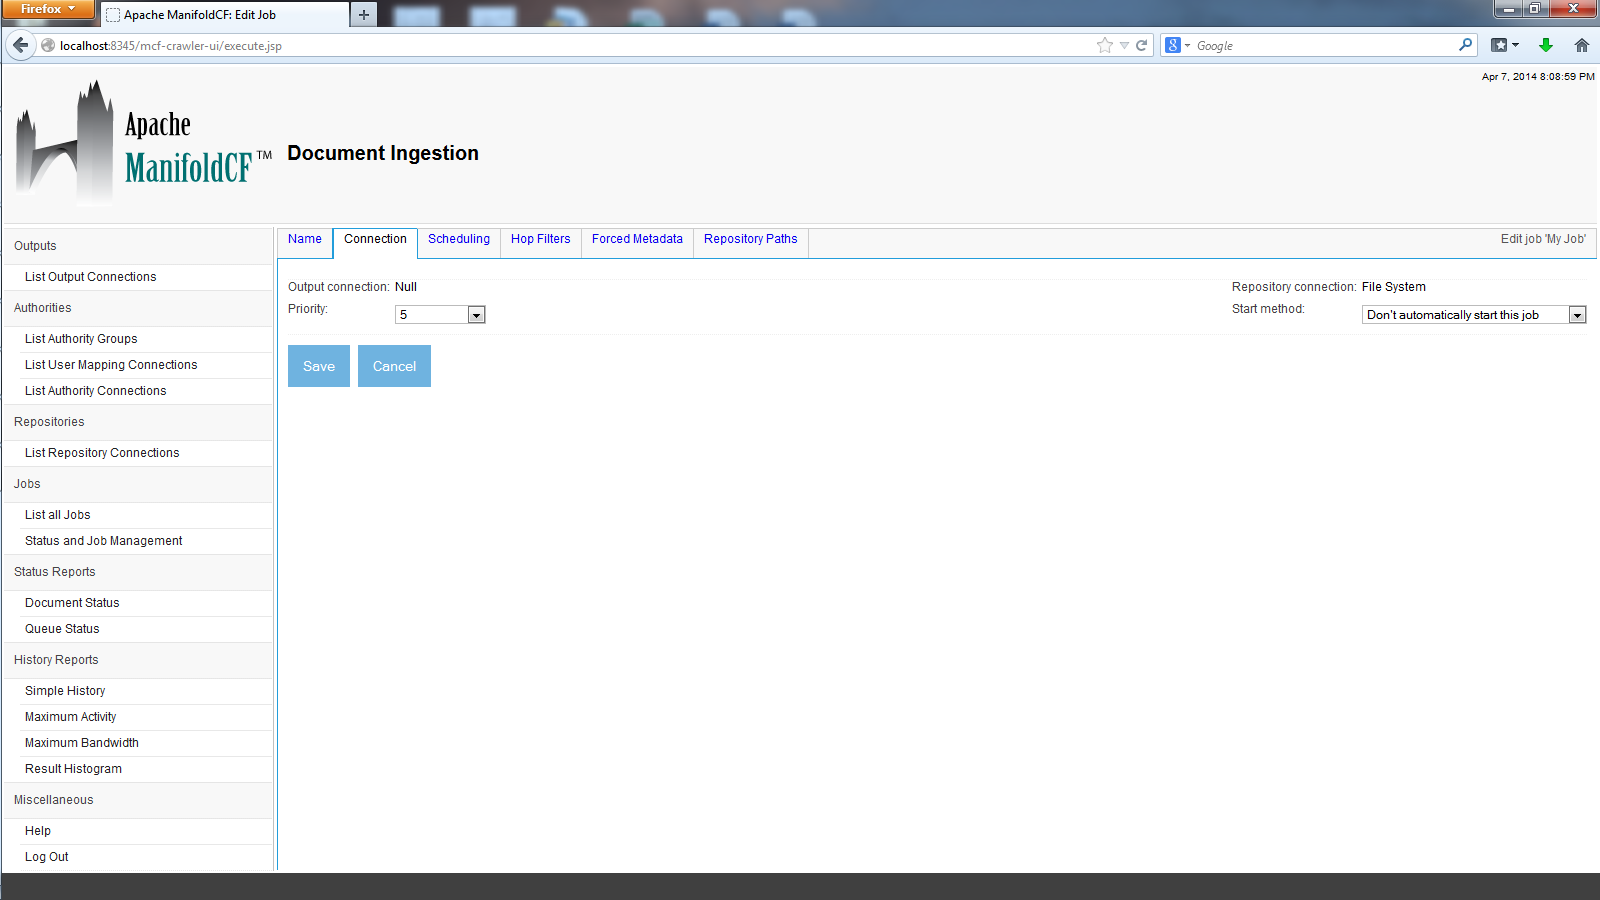 Firefox
Apache ManifoldCF: Edit Job
localhost:8345/mcf-crawler-ui/execute.jsp
Google
Apr 7, 2014 8:08:59 PM
Apache
ManifoldCF™
Document Ingestion
Outputs
List Output Connections
Authorities
List Authority Groups
List User Mapping Connections
List Authority Connections
Repositories
List Repository Connections
Jobs
List all Jobs
Status and Job Management
Status Reports
Document Status
Queue Status
History Reports
Simple History
Maximum Activity
Maximum Bandwidth
Result Histogram
Miscellaneous
Help
Log Out
Name Connection Scheduling Hop Filters Forced Metadata Repository Paths Edit job 'My Job'
Output connection: Null Repository connection: File System
Priority: 5 Start method: Don't automatically start this job
Save Cancel